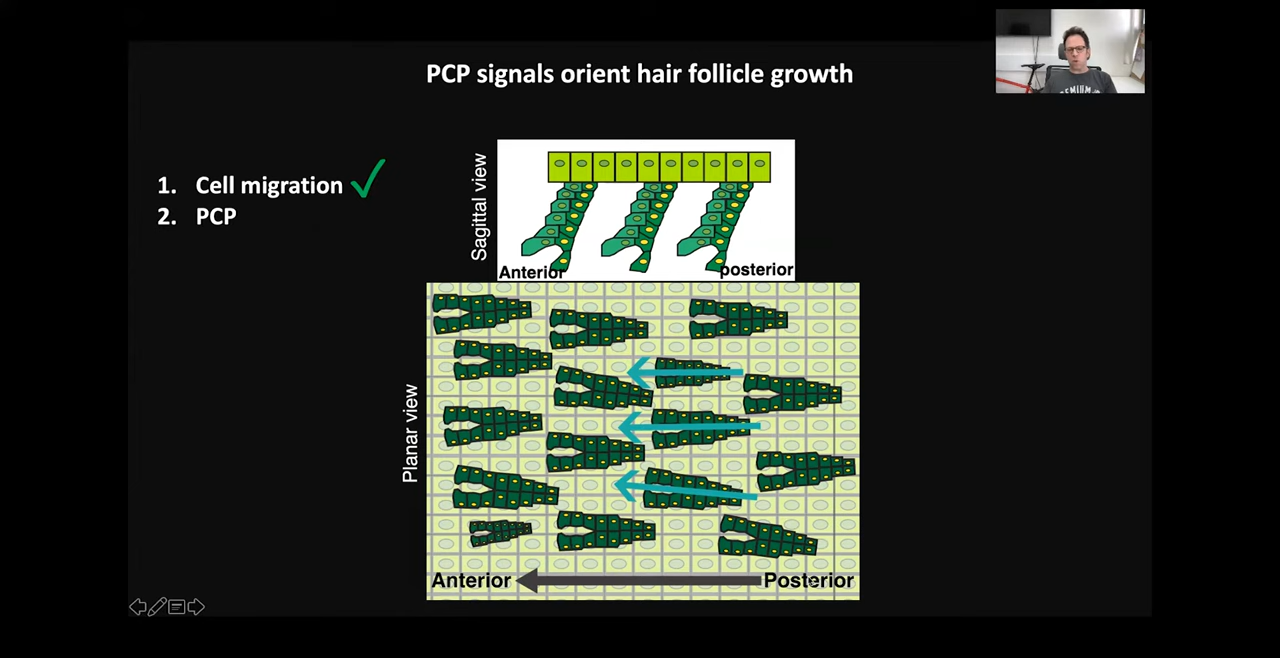 PCP signals orient hair follicle growth
1. Cell migration
2. PCP
Sagittal view
Anterior
posterior
Planar view
Anterior
Posterior